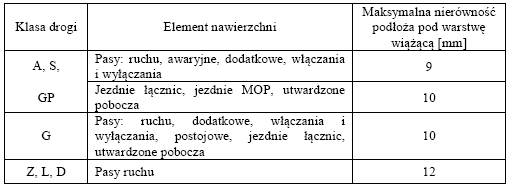 Klasa drogi
Element nawierzchni
Maksymalna nierówność
podłoża pod warstwę
wiążącą [mm]
A, S,
GP
Pasy: ruchu, awaryjne, dodatkowe, włączania
i wyłączania
9
Jezdnie łącznic, jezdnie MOP, utwardzone
pobocza
10
G
Pasy: ruchu, dodatkowe, włączania i
wyłączania, postojowe, jezdnie łącznic,
utwardzone pobocza
10
Z, L, D
Pasy ruchu
12